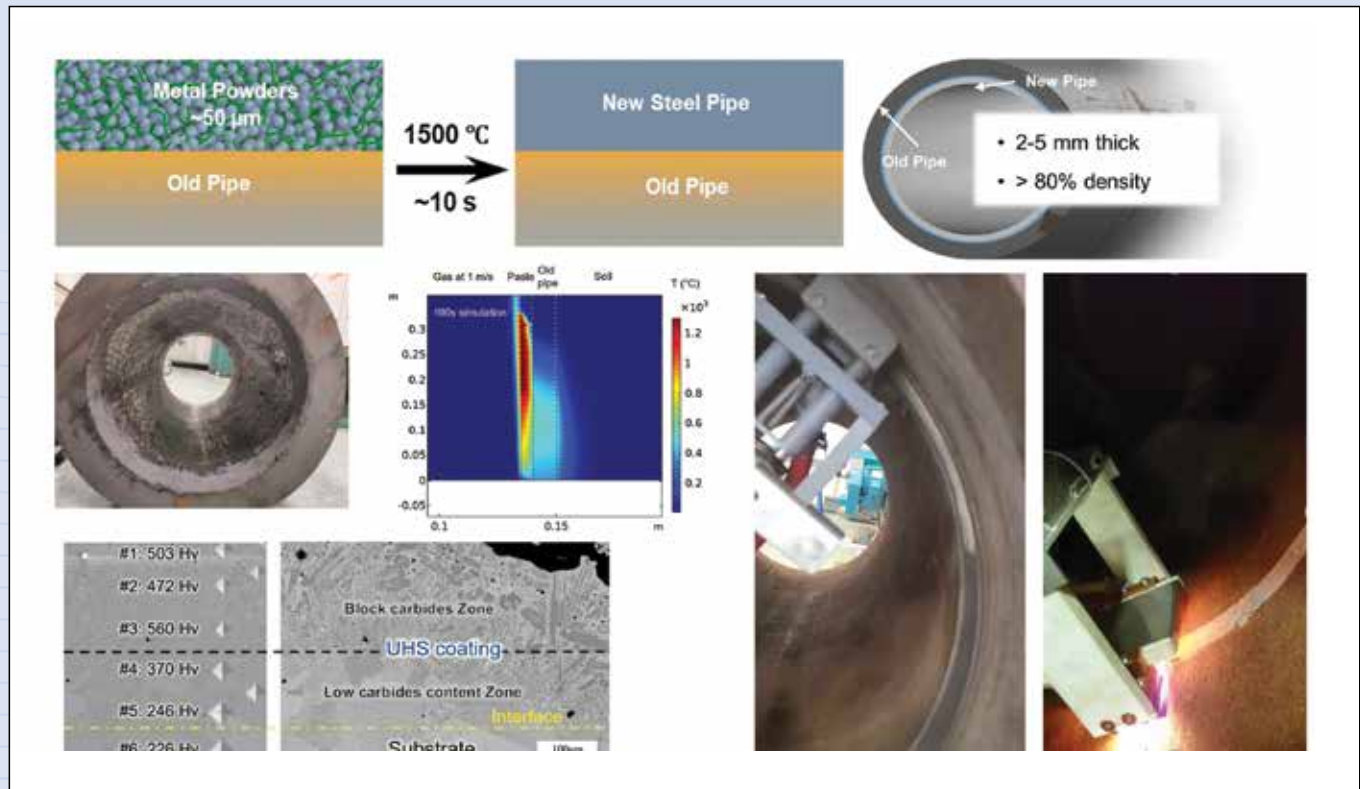 Metal Powders
~50 μm
Old Pipe
1500 °C
~10 s
New Steel Pipe
Old Pipe
New Pipe
Old Pipe
• 2-5 mm thick
• > 80% density
Gas at 1 m/s
Paste
Old
pipe
Soil
T (°C)
m
×10³
180s simulation
0.3
0.25
0.2
0.15
0.1
0.05
0
-0.05
0.1
0.15
m
1.2
1
0.8
0.6
0.4
0.2
#1: 503 Hv
#2: 472 Hv
#3: 560 Hv
#4: 370 Hv
#5: 246 Hv
#6: 226 Hv
Block carbides Zone
UHS coating
Low carbides content Zone
Interface
Substrate
100μm